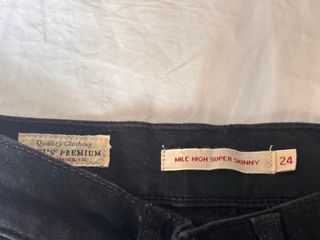 Quality Clothing
'S® PREMIUM
MILE HIGH SUPER SKINNY 24